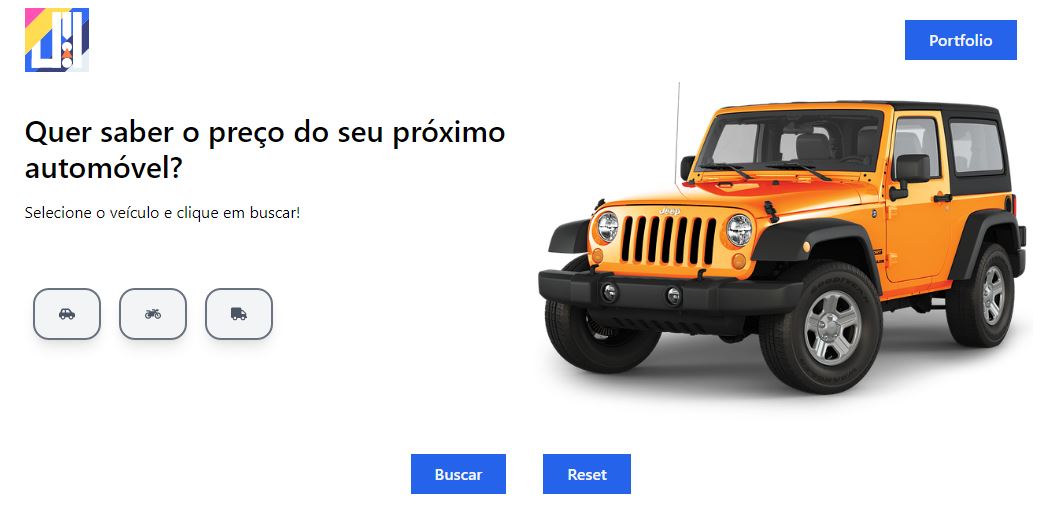 Portfolio
Quer saber o preço do seu próximo
automóvel?
Selecione o veículo e clique em buscar!
Jeep
Buscar
Reset